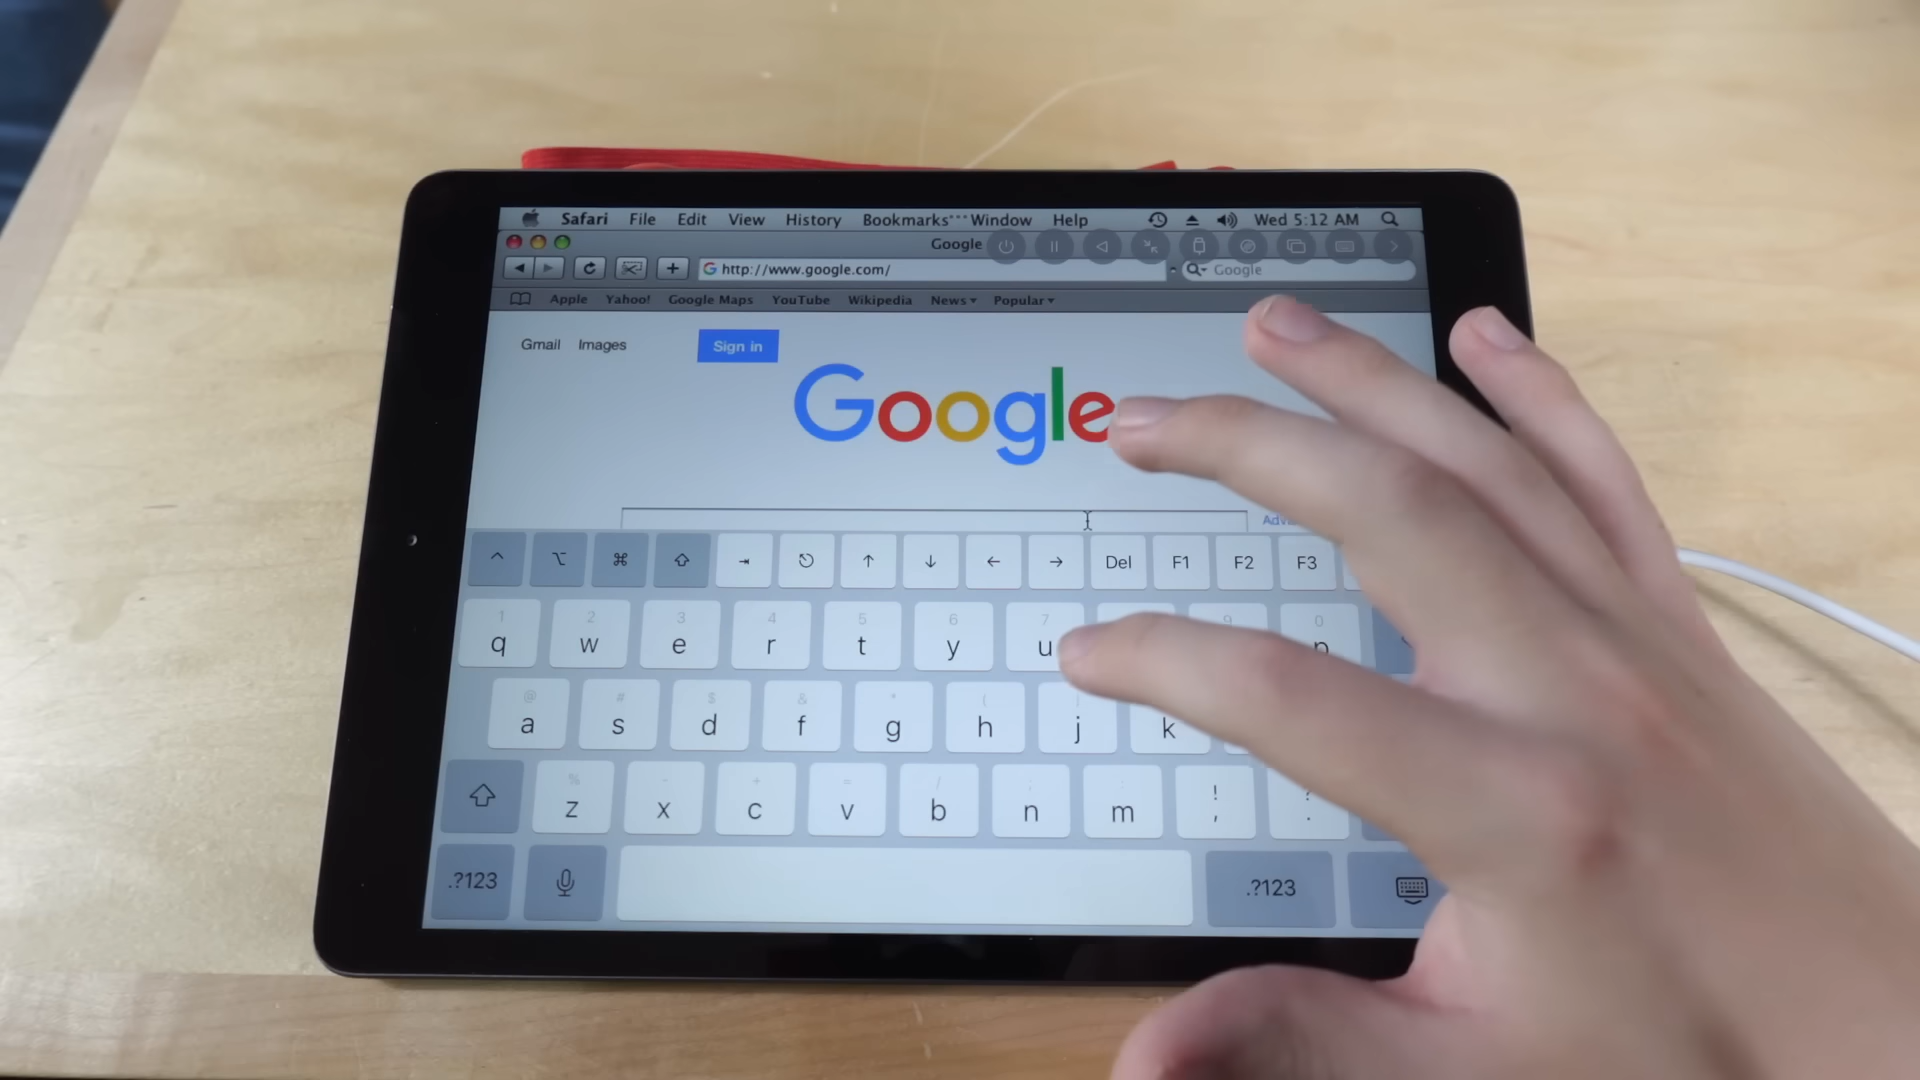 Safari File Edit View History Bookmarks Window Help Wed 5:12 AM
Google
http://www.google.com/ Google
Apple Yahoo! Google Maps YouTube Wikipedia News Popular
Gmail Images Sign in
Google
Del F1 F2 F3
1 2 3 4 5 6 7 9 0
q w e r t y u p
@ # $ & * (
a s d f g h j k
% - + = / ; :
z x c v b n m ! , ? .
.?123 .?123